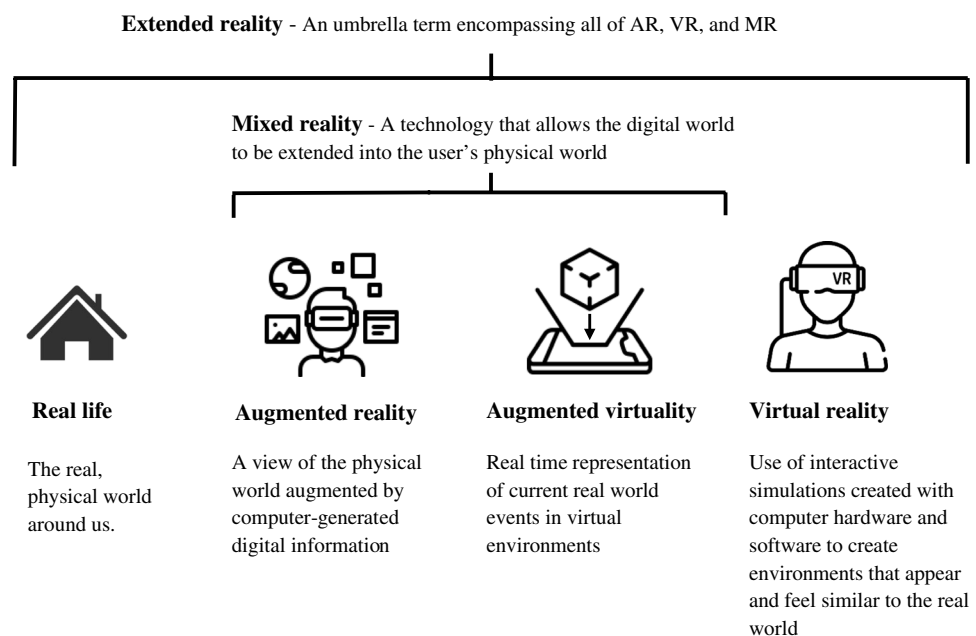 Extended reality - An umbrella term encompassing all of AR, VR, and MR
Mixed reality - A technology that allows the digital world
to be extended into the user’s physical world
VR
Real life
The real,
physical world
around us.
Augmented reality
A view of the physical
world augmented by
computer-generated
digital information
Augmented virtuality
Real time representation
of current real world
events in virtual
environments
Virtual reality
Use of interactive
simulations created with
computer hardware and
software to create
environments that appear
and feel similar to the real
world